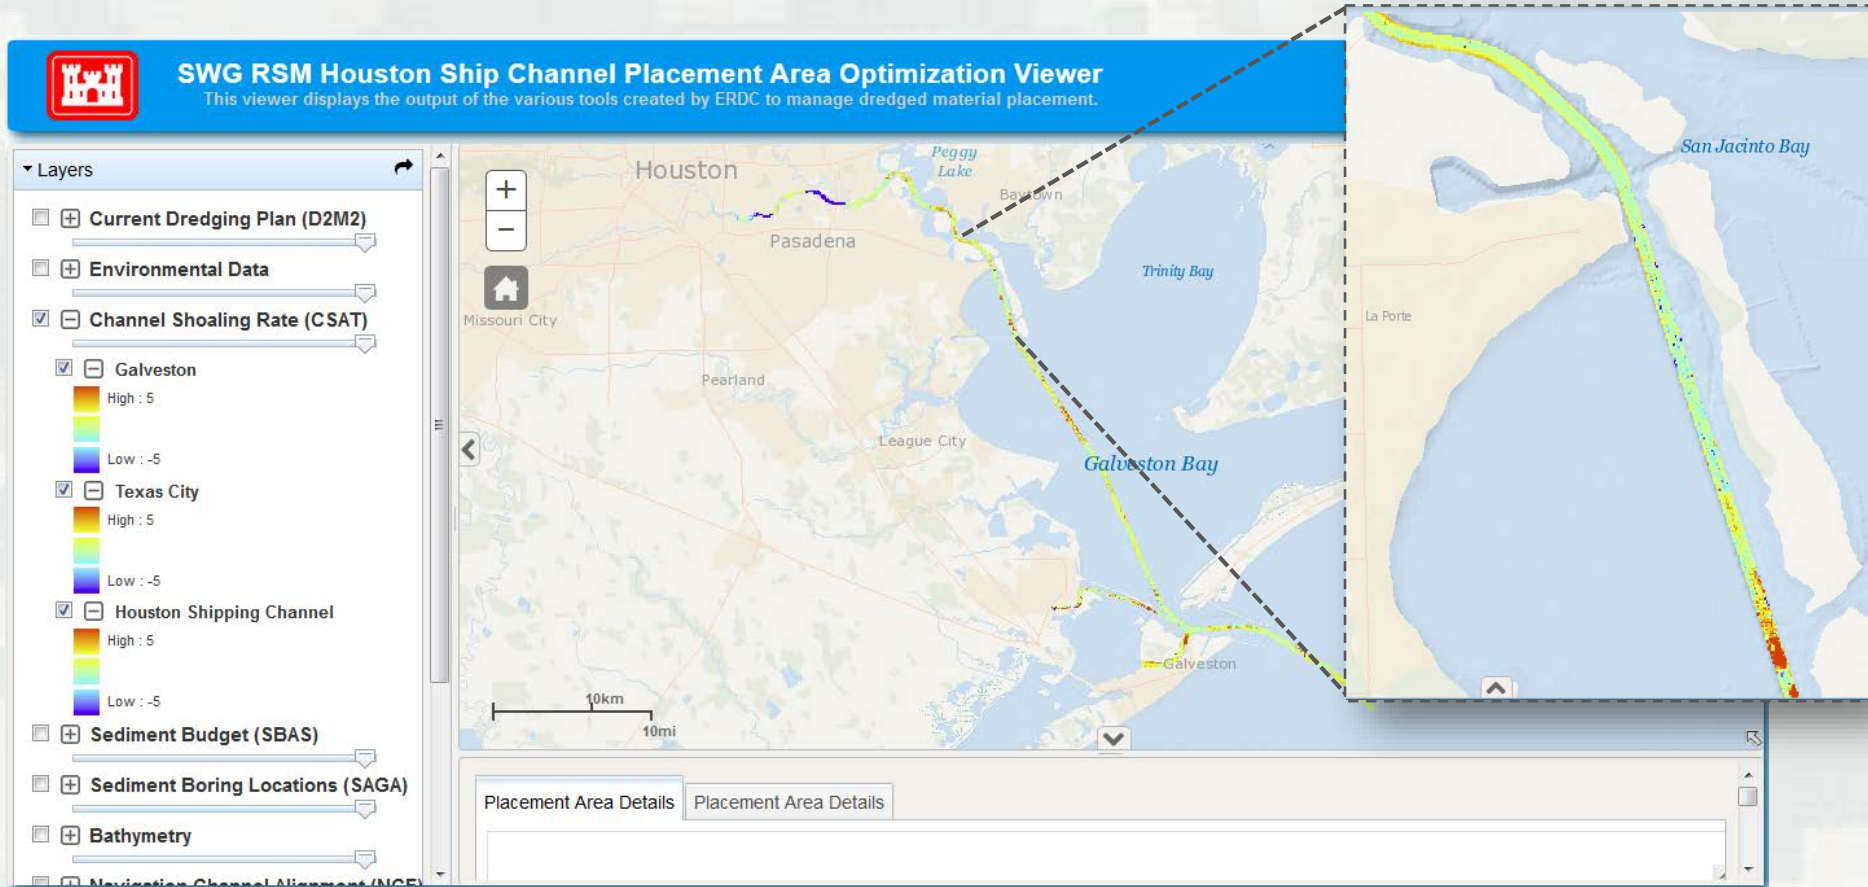 SWG RSM Houston Ship Channel Placement Area Optimization Viewer
This viewer displays the output of the various tools created by ERDC to manage dredged material placement.
Layers
Current Dredging Plan (D2M2)
Environmental Data
Channel Shoaling Rate (CSAT)
Galveston
High : 5
Low : -5
Texas City
High : 5
Low : -5
Houston Shipping Channel
High : 5
Low : -5
Sediment Budget (SBAS)
Sediment Boring Locations (SAGA)
Bathymetry
Navigation Channel Alignment (NCF)
+
−
Houston
Peggy
Lake
Baytown
Pasadena
Trinity Bay
Missouri City
Pearland
League City
Galveston Bay
Galveston
10km
10mi
San Jacinto Bay
La Porte
Placement Area Details
Placement Area Details